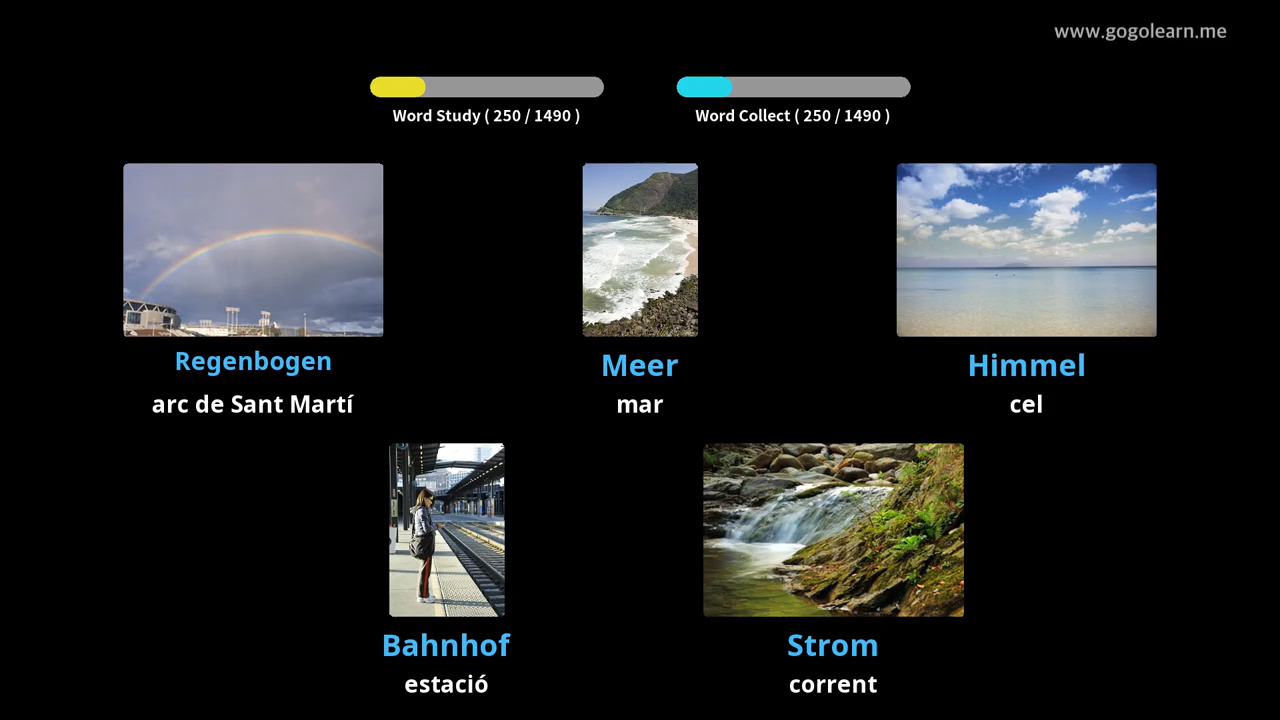 www.gogolearn.me
Word Study ( 250 / 1490 )
Word Collect ( 250 / 1490 )
Regenbogen
arc de Sant Martí
Meer
mar
Himmel
cel
Bahnhof
estació
Strom
corrent